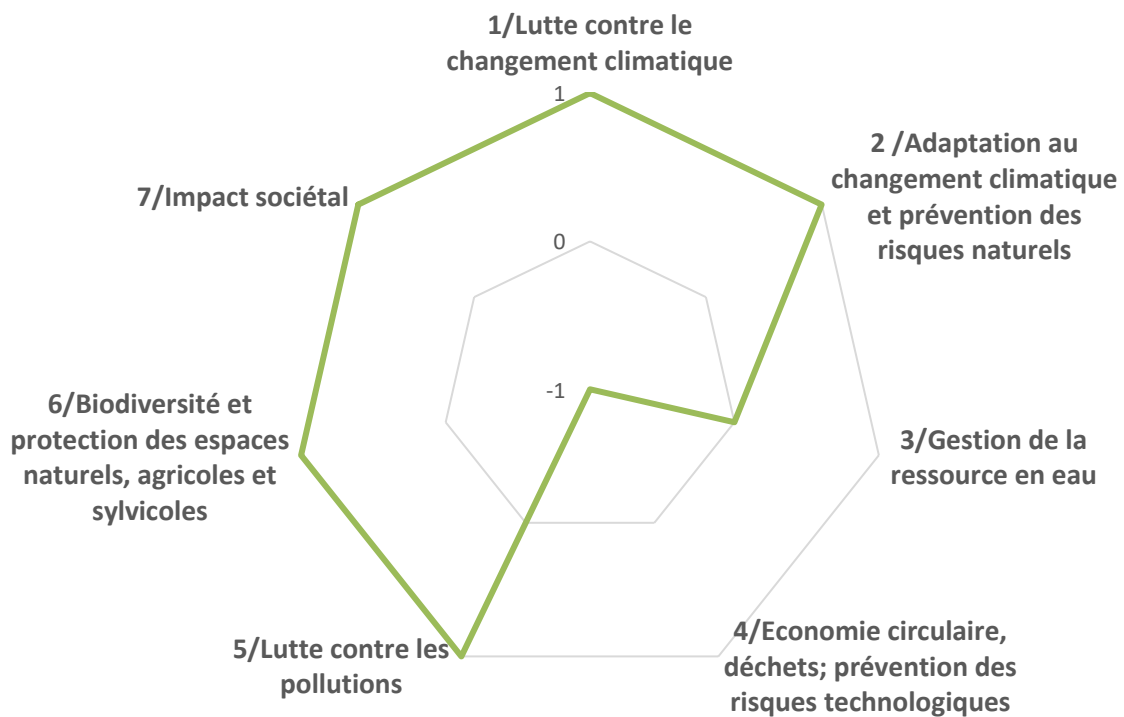 1/Lutte contre le
changement climatique
1
2 /Adaptation au
changement climatique
et prévention des
risques naturels
7/Impact sociétal
0
-1
6/Biodiversité et
protection des espaces
naturels, agricoles et
sylvicoles
3/Gestion de la
ressource en eau
5/Lutte contre les
pollutions
4/Economie circulaire,
déchets; prévention des
risques technologiques